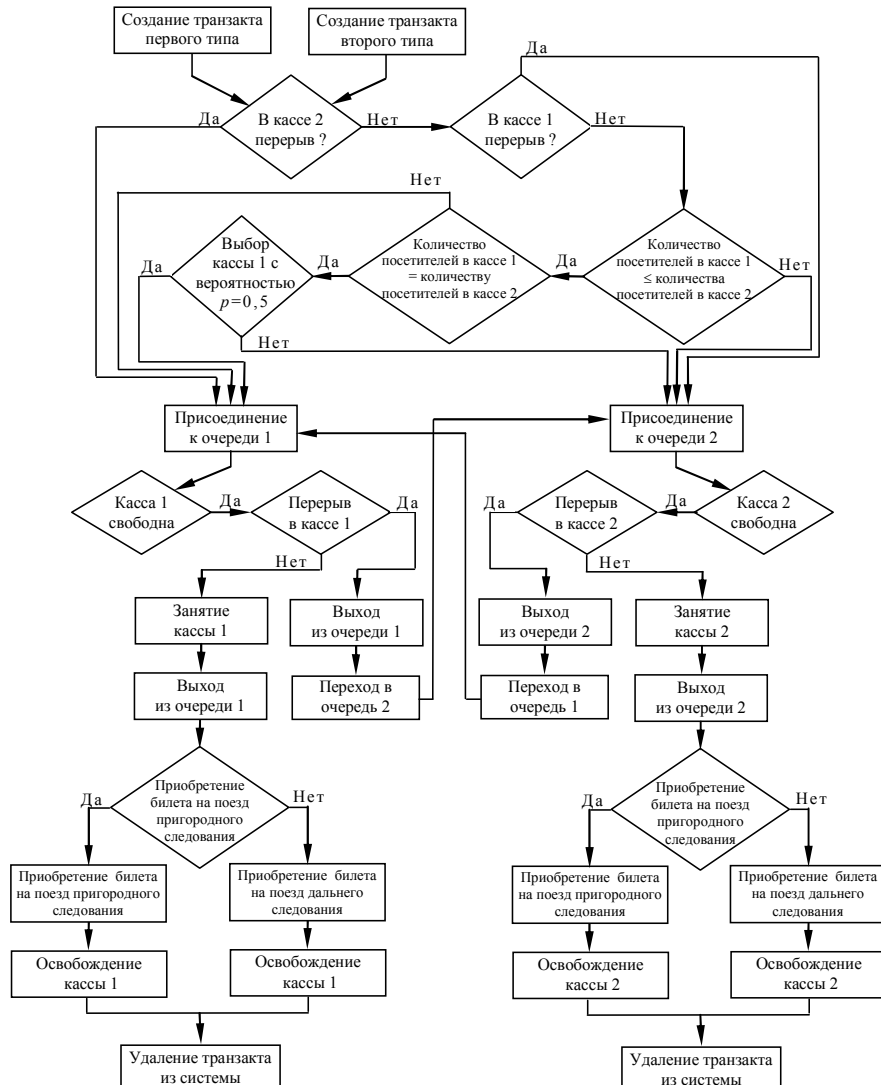 Создание транзакта
первого типа
Создание транзакта
второго типа
Да
В кассе 2
перерыв ?
Нет
В кассе 1
перерыв ?
Да
Нет
Нет
Выбор
кассы 1 с
вероятностью
p=0,5
Да
Нет
Количество
посетителей в кассе 1
= количеству
посетителей в кассе 2
Да
Количество
посетителей в кассе 1
≤ количества
посетителей в кассе 2
Да
Нет
Присоединение
к очереди 1
Присоединение
к очереди 2
Касса 1
свободна
Да
Перерыв
в кассе 1
Да
Нет
Да
Перерыв
в кассе 2
Да
Касса 2
свободна
Нет
Занятие
кассы 1
Выход
из очереди 1
Выход
из очереди 2
Занятие
кассы 2
Выход
из очереди 1
Переход в
очередь 2
Переход в
очередь 1
Выход
из очереди 2
Да
Приобретение
билета на поезд
пригородного
следования
Нет
Да
Приобретение
билета на поезд
пригородного
следования
Нет
Приобретение билета
на поезд пригородного
следования
Приобретение билета
на поезд дальнего
следования
Приобретение билета
на поезд пригородного
следования
Приобретение билета
на поезд дальнего
следования
Освобождение
кассы 1
Освобождение
кассы 1
Освобождение
кассы 2
Освобождение
кассы 2
Удаление транзакта
из системы
Удаление транзакта
из системы